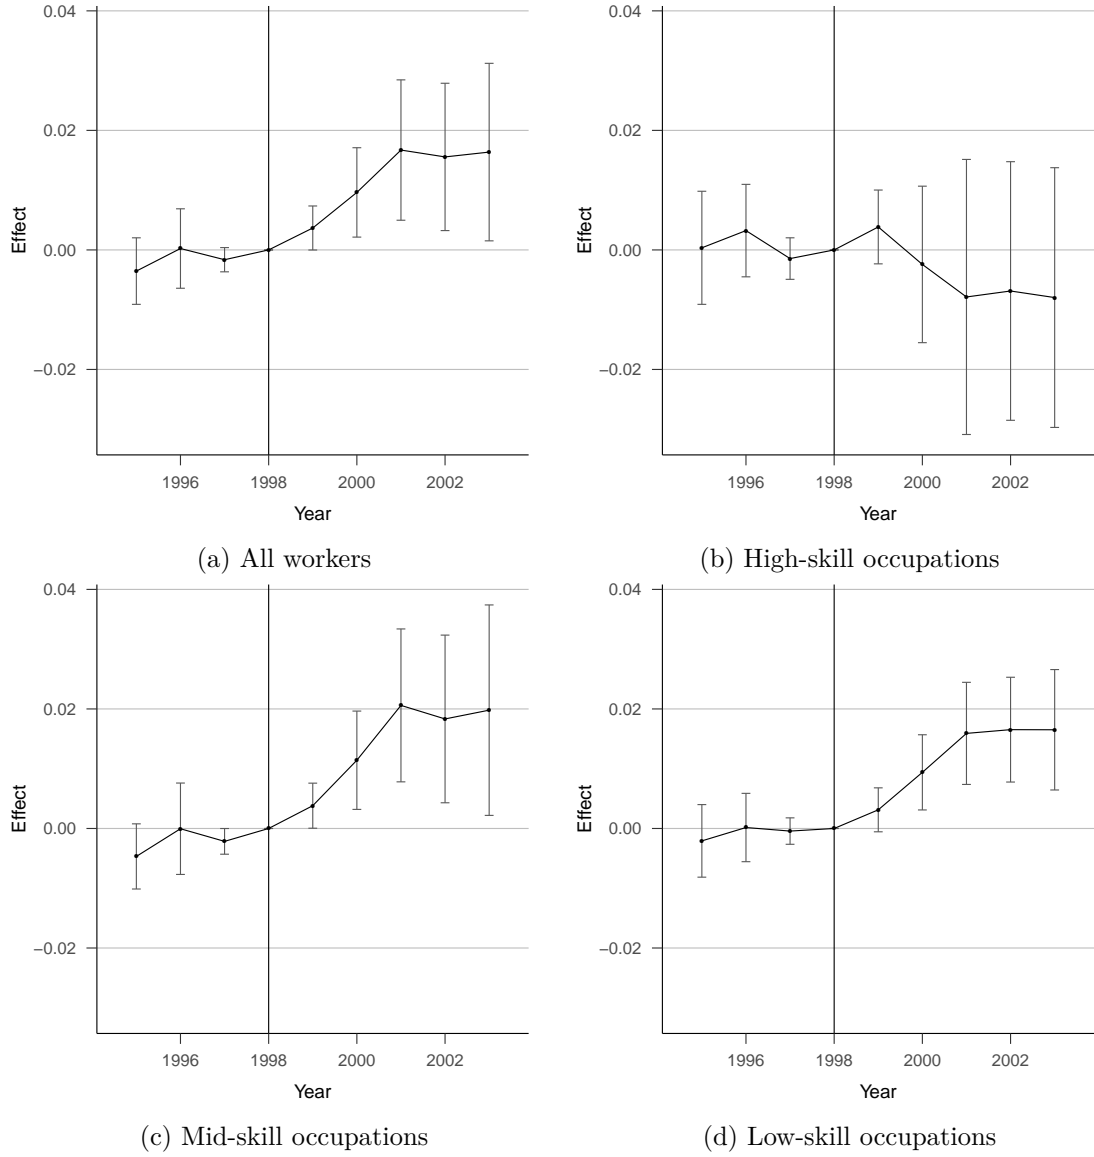 0.04
0.02
0.00
−0.02
Effect
1996 1998 2000 2002
Year
(a) All workers
0.04
0.02
0.00
−0.02
Effect
1996 1998 2000 2002
Year
(b) High-skill occupations
0.04
0.02
0.00
−0.02
Effect
1996 1998 2000 2002
Year
(c) Mid-skill occupations
0.04
0.02
0.00
−0.02
Effect
1996 1998 2000 2002
Year
(d) Low-skill occupations